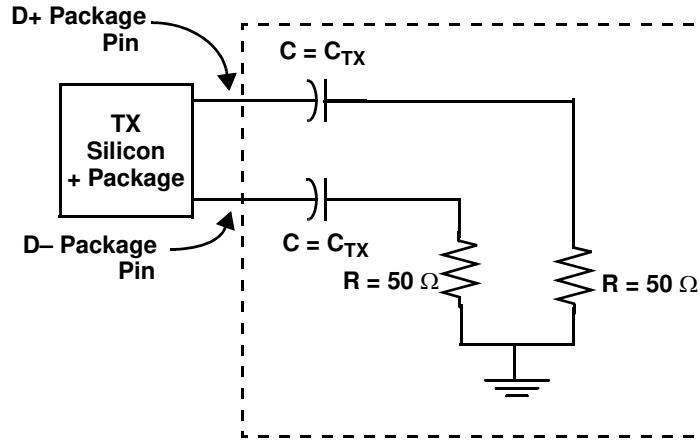 D+ Package
Pin
C = CTX
TX
Silicon
+ Package
D– Package
Pin
C = CTX
R = 50 Ω
R = 50 Ω